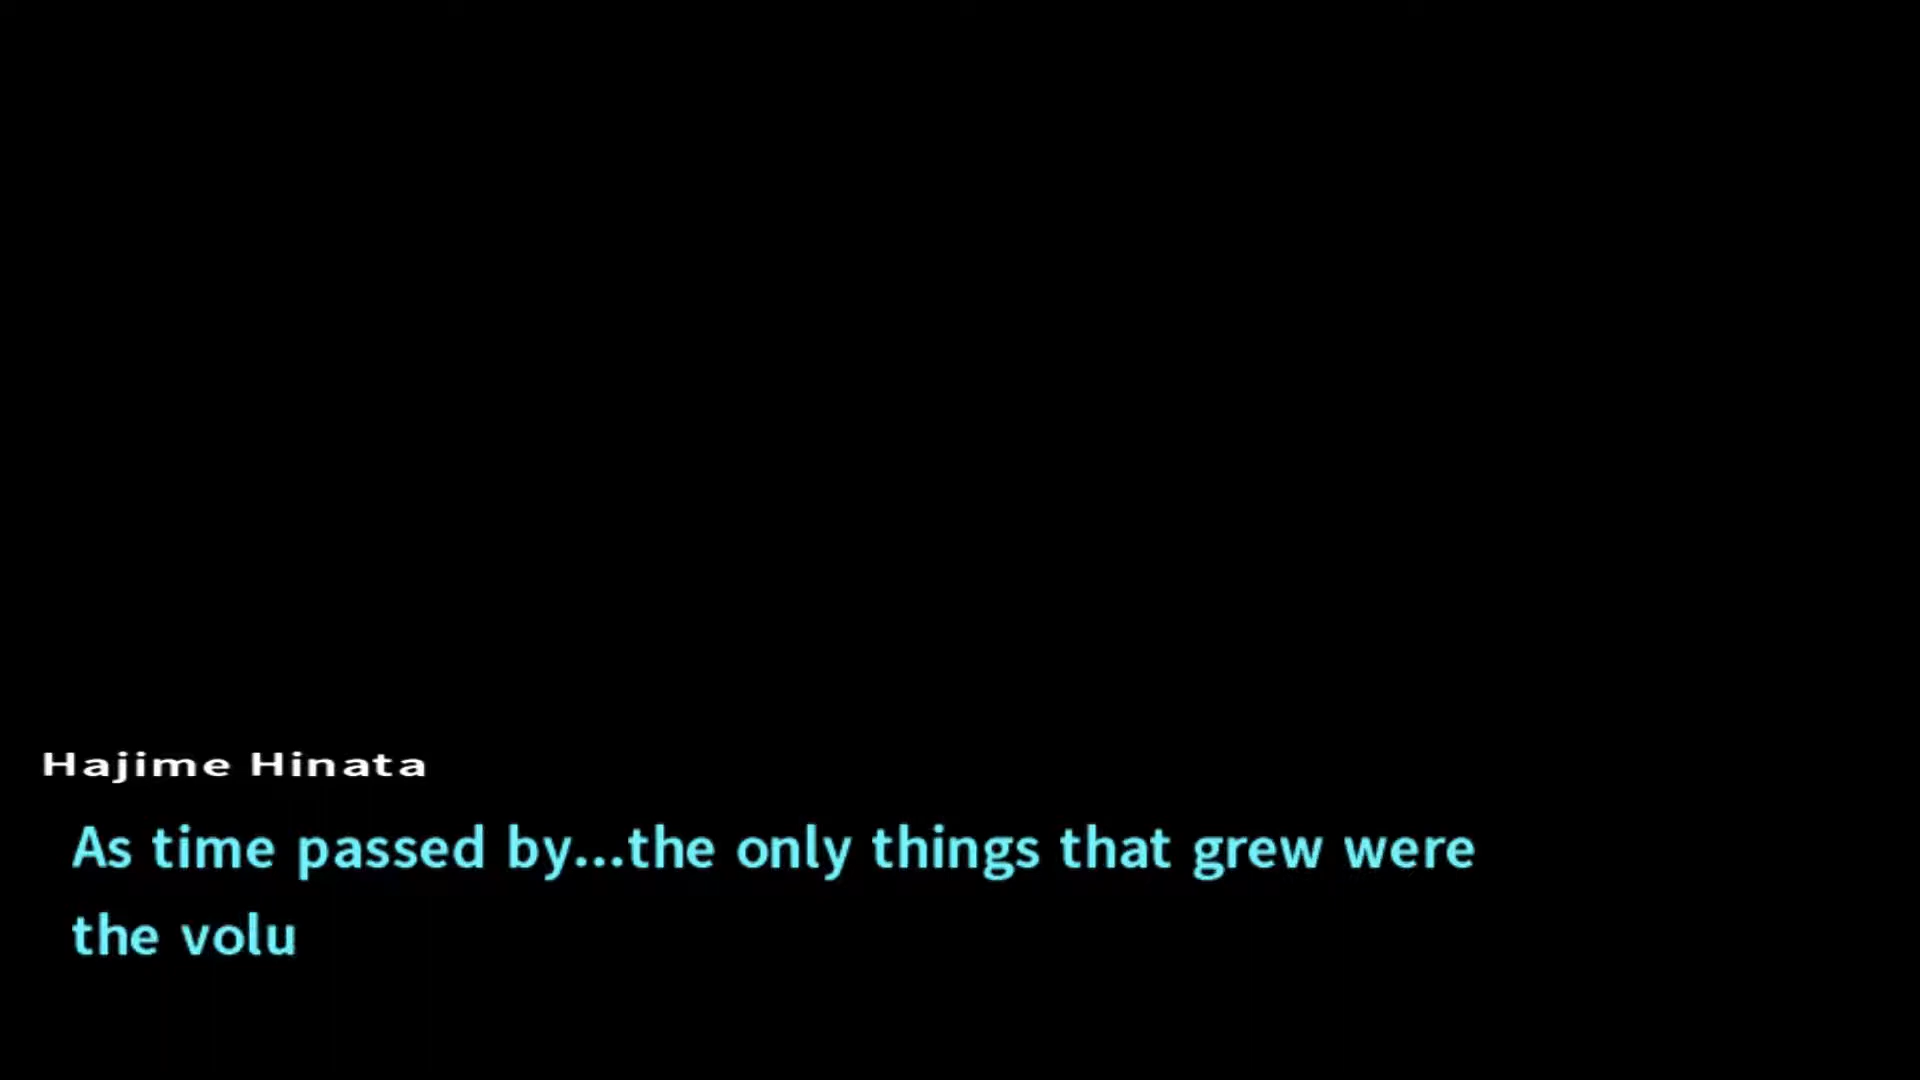 Hajime Hinata
As time passed by...the only things that grew were
the volu